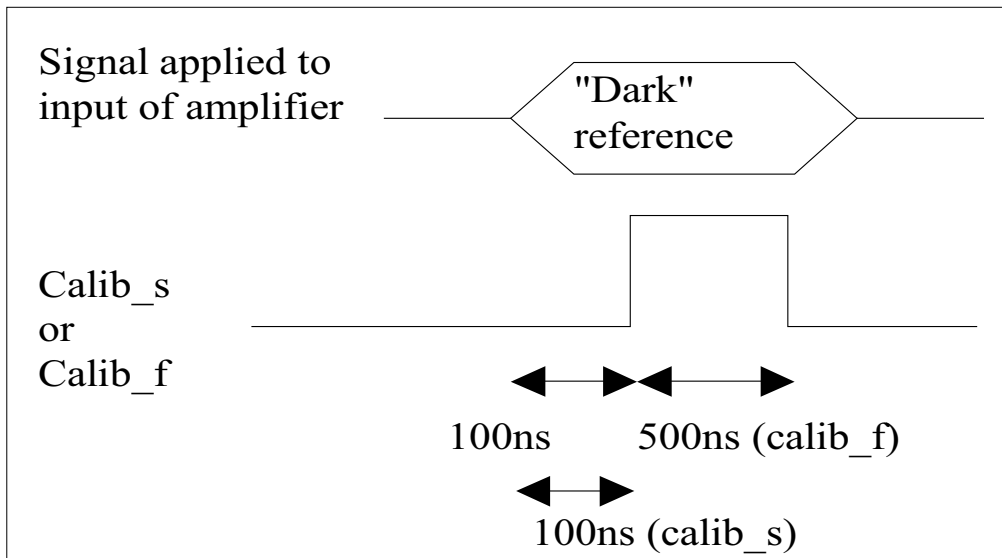 Signal applied to
input of amplifier
"Dark"
reference
Calib_s
or
Calib_f
100ns
500ns (calib_f)
100ns (calib_s)